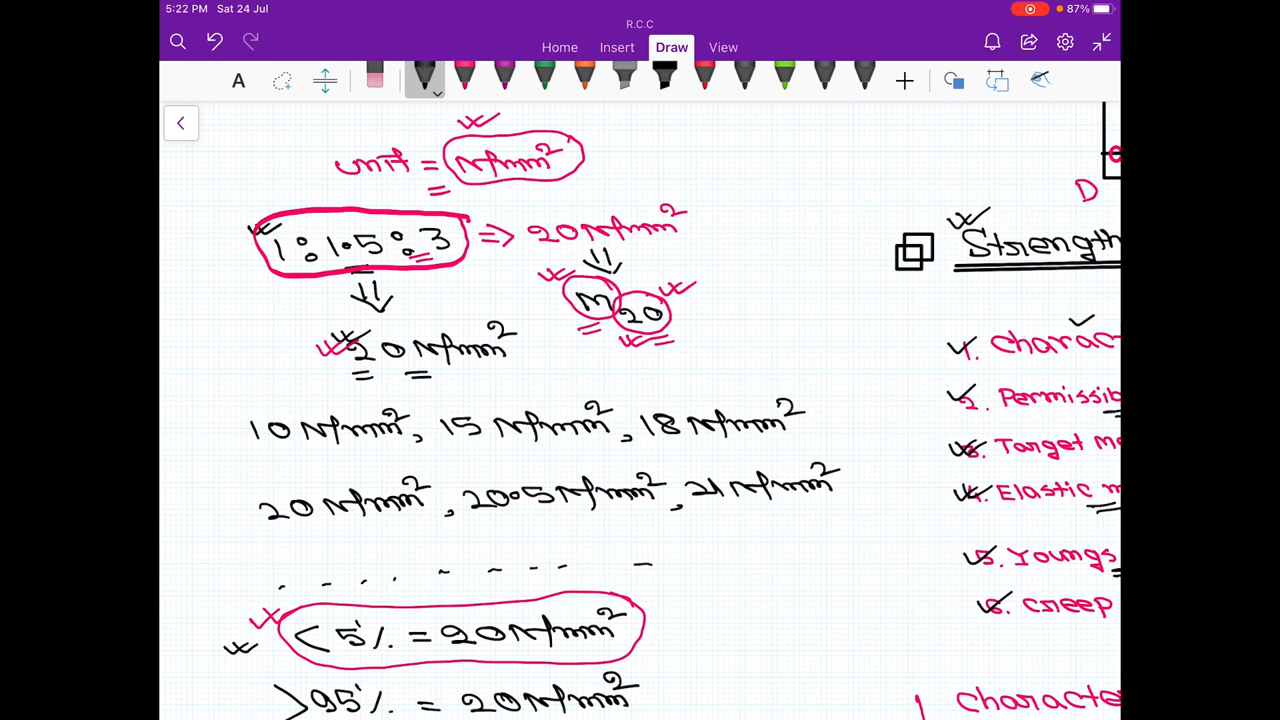 5:22 PM Sat 24 Jul
87%
R.C.C
Home Insert Draw View
A
unit = N/mm²
D
1:1.5:3 => 20 N/mm²
M 20
20 N/mm²
10 N/mm², 15 N/mm², 18 N/mm²
20 N/mm², 20.5 N/mm², 21 N/mm²
< 5% = 20 N/mm²
>95% = 20 N/mm²
Strength
1. Charac
2. Permissib
3. Target M
4. Elastic m
5. Youngs
6. Creep
1 Characte